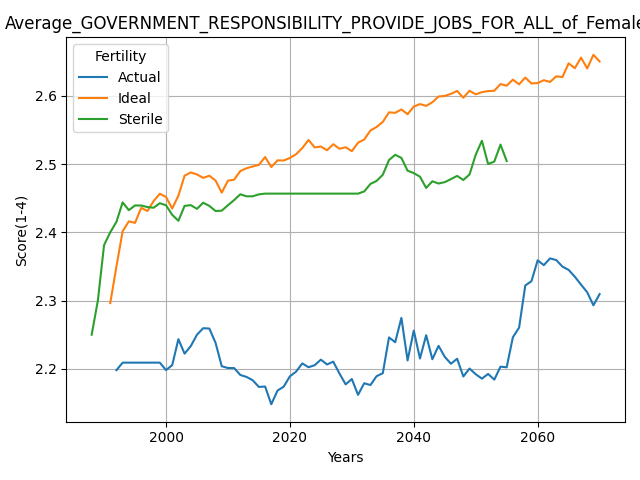 Average_GOVERNMENT_RESPONSIBILITY_PROVIDE_JOBS_FOR_ALL_of_Female
Fertility
Actual
Ideal
Sterile
Score(1-4)
2.6
2.5
2.4
2.3
2.2
2000 2020 2040 2060
Years